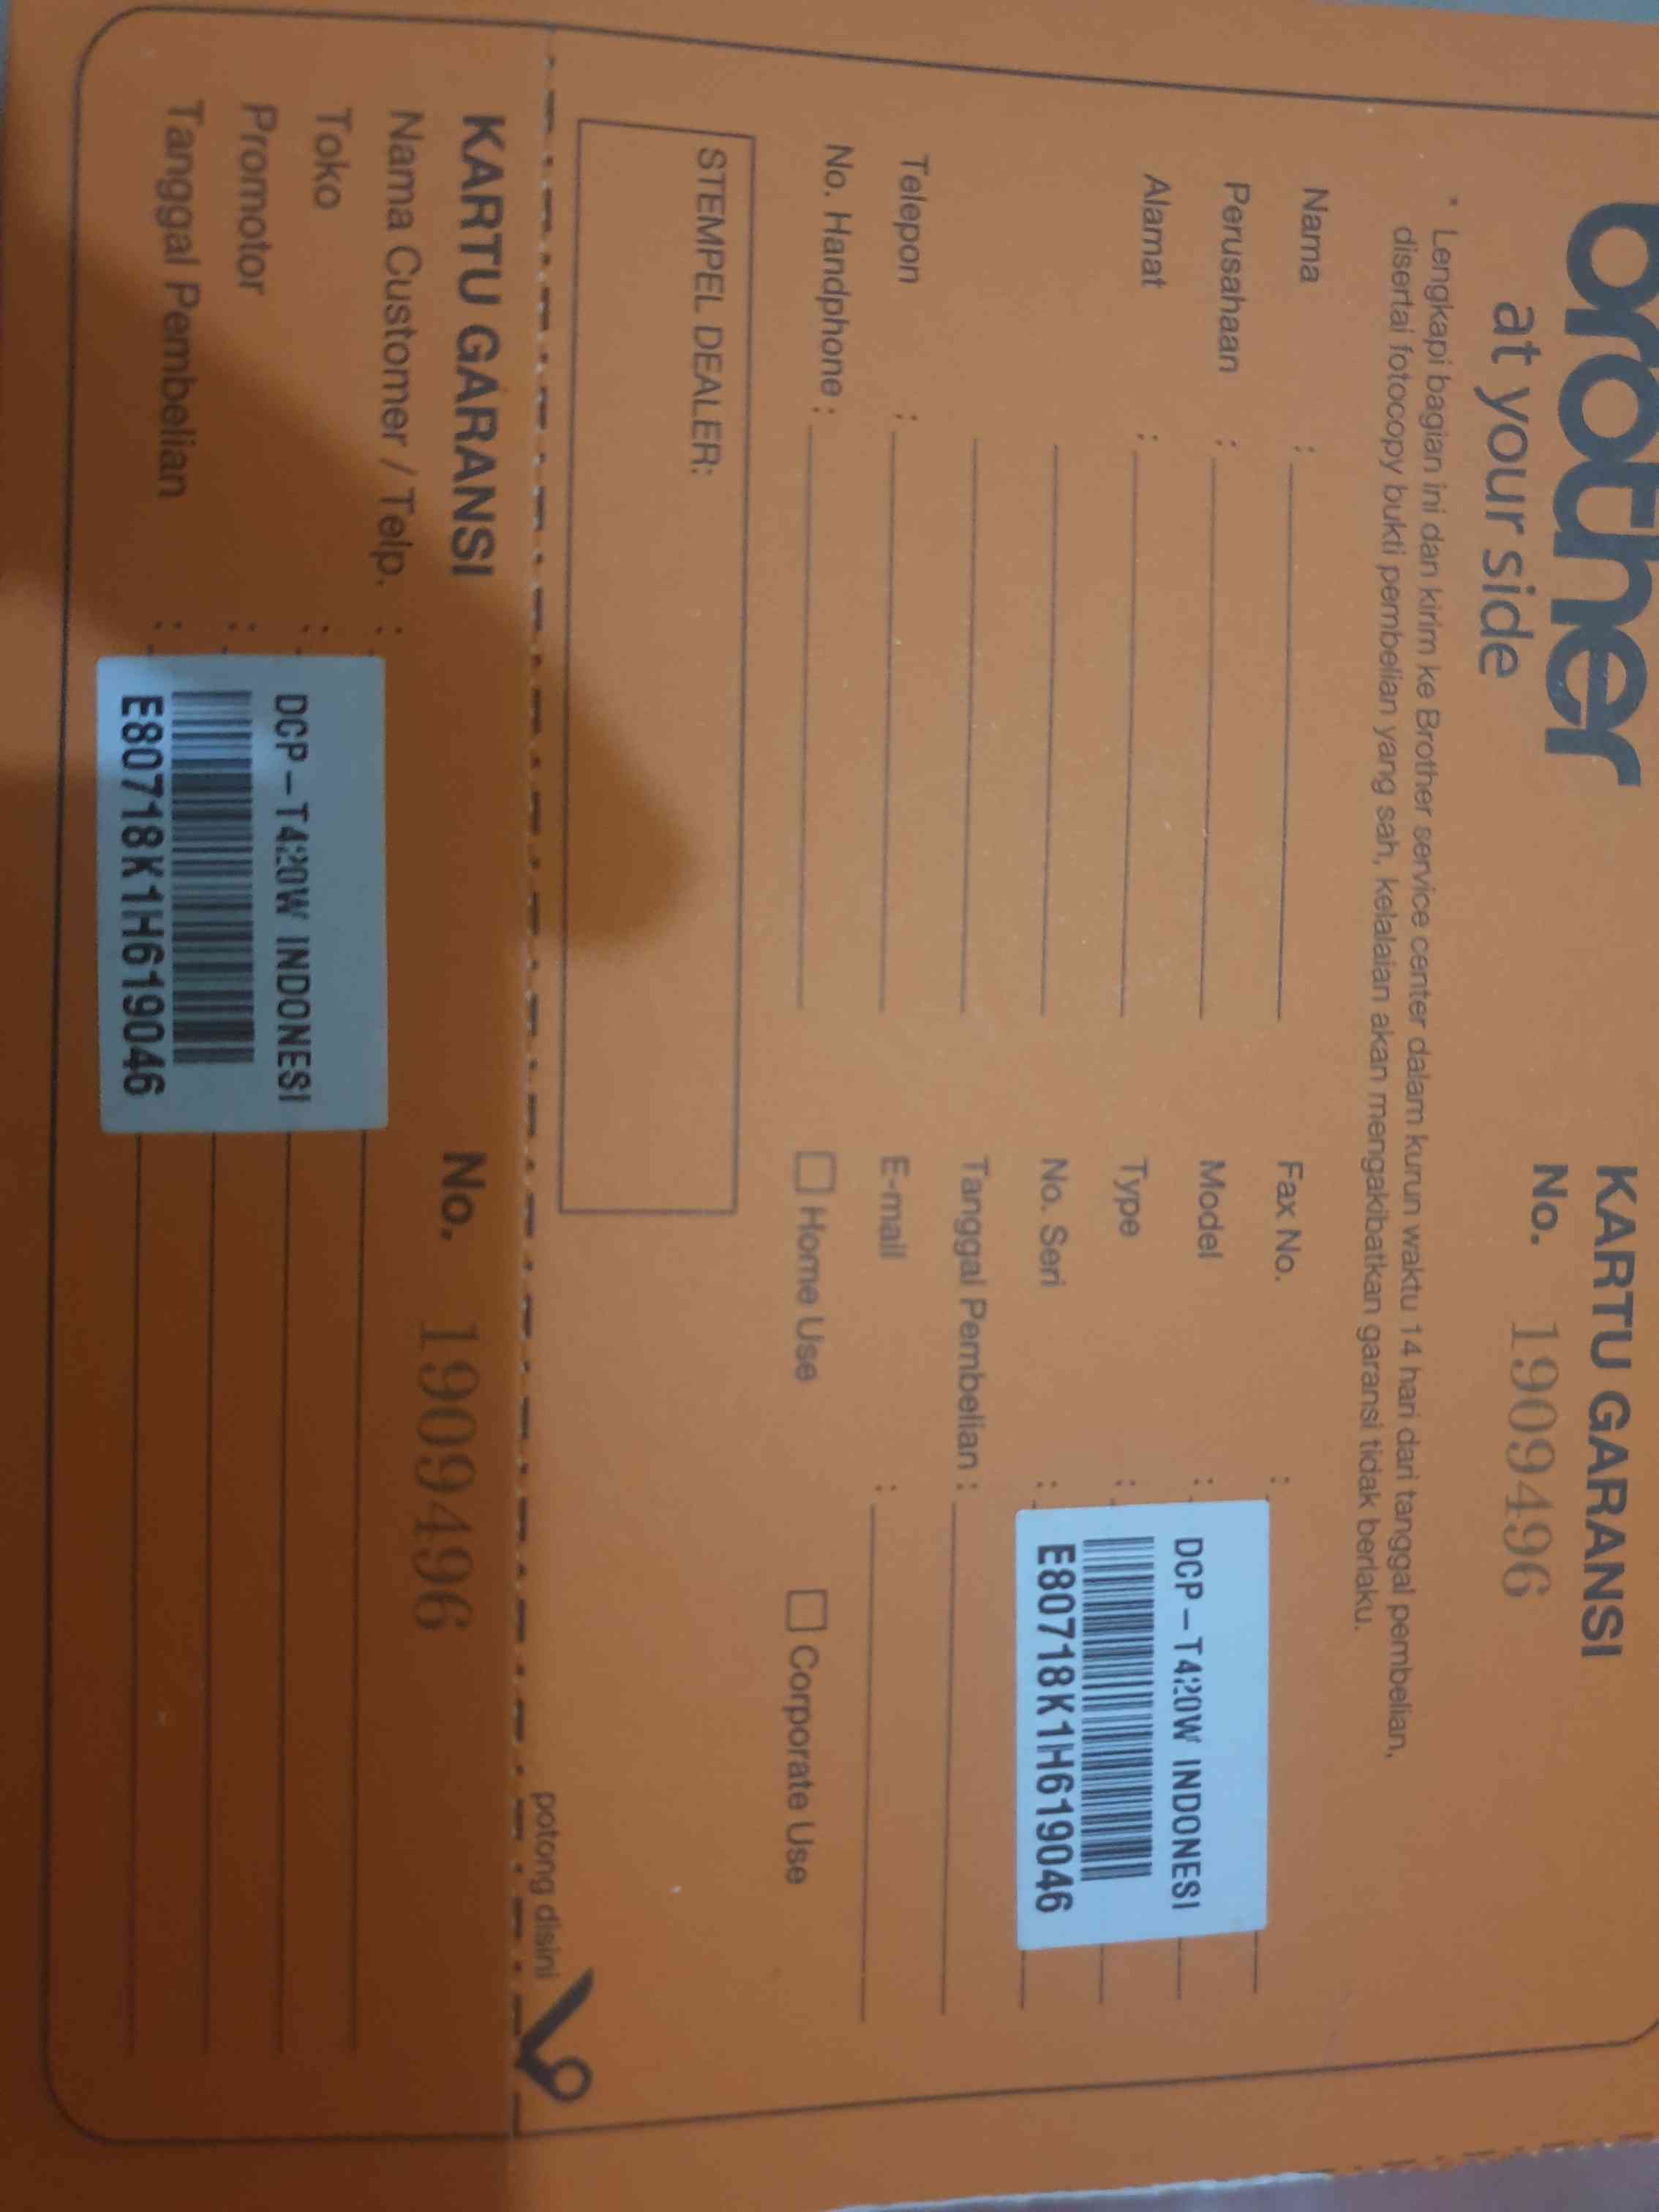 brother
at your side
KARTU GARANSI
No. 1909496
* Lengkapi bagian ini dan kirim ke Brother service center dalam kurun waktu 14 hari dari tanggal pembelian,
disertai fotocopy bukti pembelian yang sah, kelalaian akan mengakibatkan garansi tidak berlaku.
Nama :
Perusahaan :
Alamat :
Telepon :
No. Handphone :
Fax No. :
Model :
Type :
No. Seri :
Tanggal Pembelian :
E-mail :
Home Use
Corporate Use
DCP-T420W INDONESI
E80718K1H619046
STEMPEL DEALER:
potong disini
KARTU GARANSI
No. 1909496
Nama Customer / Telp. :
Toko :
Promotor :
Tanggal Pembelian :
DCP-T420W INDONESI
E80718K1H619046